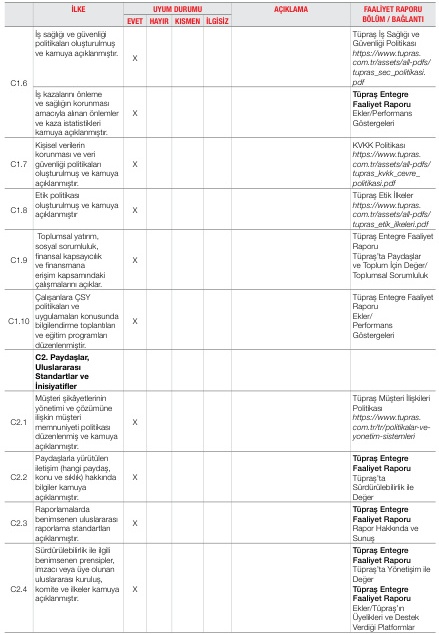 İLKE
UYUM DURUMU
AÇIKLAMA
FAALİYET RAPORU
BÖLÜM / BAĞLANTI
EVET HAYIR KISMEN İLGİSİZ
C1.6
İş sağlığı ve güvenliği
politikaları oluşturulmuş
ve kamuya açıklanmıştır.
X
Tüpraş İş Sağlığı ve
Güvenliği Politikası
https://www.tupras.
com.tr/assets/all-pdfs/
tupras_sec_politikasi.
pdf
İş kazalarını önleme
ve sağlığın korunması
amacıyla alınan önlemler
ve kaza istatistikleri
kamuya açıklanmıştır.
X
Tüpraş Entegre
Faaliyet Raporu
Ekler/Performans
Göstergeleri
C1.7
Kişisel verilerin
korunması ve veri
güvenliği politikaları
oluşturulmuş ve kamuya
açıklanmıştır.
X
KVKK Politikası
https://www.tupras.
com.tr/assets/all-pdfs/
tupras_kvkk_cevre_
politikasi.pdf
C1.8
Etik politikası
oluşturulmuş ve kamuya
açıklanmıştır
X
Tüpraş Etik İlkeler
https://www.tupras.
com.tr/assets/all-pdfs/
tupras_etik_ilkeleri.pdf
C1.9
Toplumsal yatırım,
sosyal sorumluluk,
finansal kapsayıcılık
ve finansmana
erişim kapsamındaki
çalışmalarını açıklar.
X
Tüpraş Entegre Faaliyet
Raporu
Tüpraş'ta Paydaşlar
ve Toplum İçin Değer/
Toplumsal Sorumluluk
C1.10
Çalışanlara ÇSY
politikaları ve
uygulamaları konusunda
bilgilendirme toplantıları
ve eğitim programları
düzenlenmiştir.
X
Tüpraş Entegre Faaliyet
Raporu
Ekler/
Performans
Göstergeleri
C2. Paydaşlar,
Uluslararası
Standartlar ve
İnisiyatifler
C2.1
Müşteri şikâyetlerinin
yönetimi ve çözümüne
ilişkin müşteri
memnuniyeti politikası
düzenlenmiş ve kamuya
açıklanmıştır.
X
Tüpraş Müşteri İlişkileri
Politikası
https://www.tupras.
com.tr/tr/politikalar-ve-
yonetim-sistemleri
C2.2
Paydaşlarla yürütülen
iletişim (hangi paydaş,
konu ve sıklık) hakkında
bilgiler kamuya
açıklanmıştır.
X
Tüpraş Entegre
Faaliyet Raporu
Tüpraş'ta
Sürdürülebilirlik ile
Değer
C2.3
Raporlamalarda
benimsenen uluslararası
raporlama standartları
açıklanmıştır.
X
Tüpraş Entegre
Faaliyet Raporu
Rapor Hakkında ve
Sunuş
C2.4
Sürdürülebilirlik ile ilgili
benimsenen prensipler,
imzacı veya üye olunan
uluslararası kuruluş,
komite ve ilkeler kamuya
açıklanmıştır.
X
Tüpraş Entegre
Faaliyet Raporu
Tüpraş'ta Yönetişim ile
Değer
Tüpraş Entegre
Faaliyet Raporu
Ekler/Tüpraş'ın
Üyelikleri ve Destek
Verdiği Platformlar